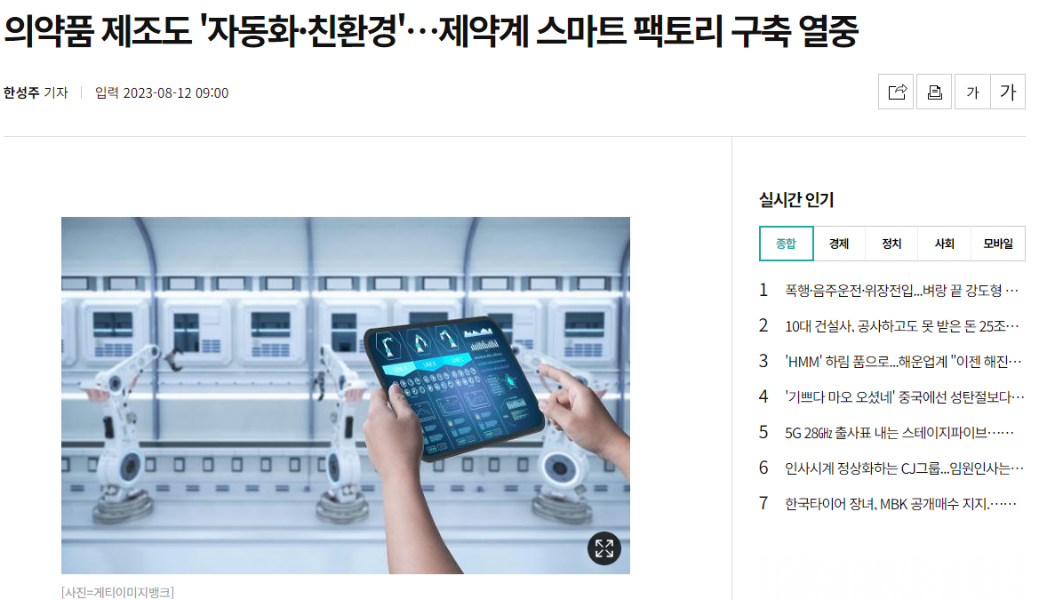 의약품 제조도 '자동화·친환경'…제약계 스마트 팩토리 구축 열중
한성주 기자 | 입력 2023-08-12 09:00
가 가
[사진=게티이미지뱅크]
실시간 인기
종합 경제 정치 사회 모바일
1 폭행·음주운전·위장전입...벼랑 끝 강도형 …
2 10대 건설사, 공사하고도 못 받은 돈 25조…
3 'HMM' 하림 품으로...해운업계 "이젠 해진…
4 '기쁘다 마오 오셨네' 중국에선 성탄절보다…
5 5G 28㎓ 출사표 내는 스테이지파이브……
6 인사시계 정상화하는 CJ그룹...임원인사는…
7 한국타이어 장녀, MBK 공개매수 지지.……